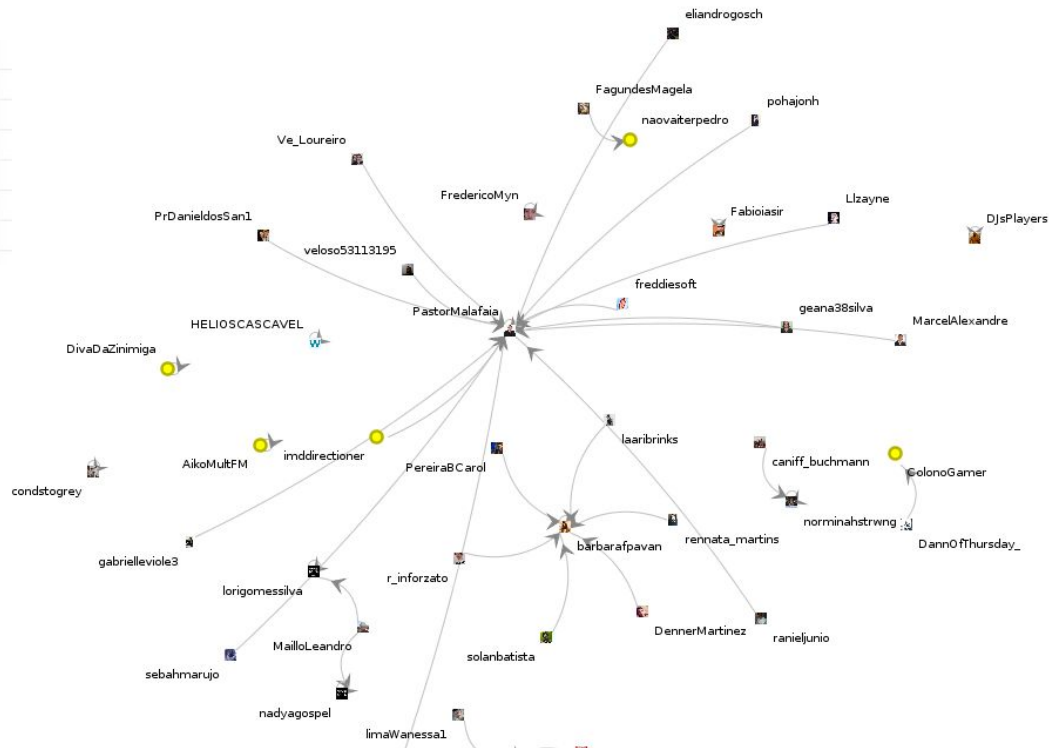 eliandrogosch
FagundesMagela
pohajonh
naovaiterpedro
Ve_Loureiro
FredericoMyn
Llzayne
PrDanieldosSan1
Fabioiasir
DJsPlayers
veloso53113195
freddiesoft
PastorMalafaia
geana38silva
HELIOSCASCAVEL
MarcelAlexandre
DivaDaZinimiga
laaribrinks
imddirectioner
AikoMultFM
PereiraBCarol
caniff_buchmann
ColonoGamer
condstogrey
norminahstrwng
barbarafpavan
rennata_martins
DannOfThursday_
gabrielleviole3
r_inforzato
lorigomessilva
DennerMartinez
ranieljunio
MailloLeandro
solanbatista
sebahmarujo
nadyagospel
limaWanessa1